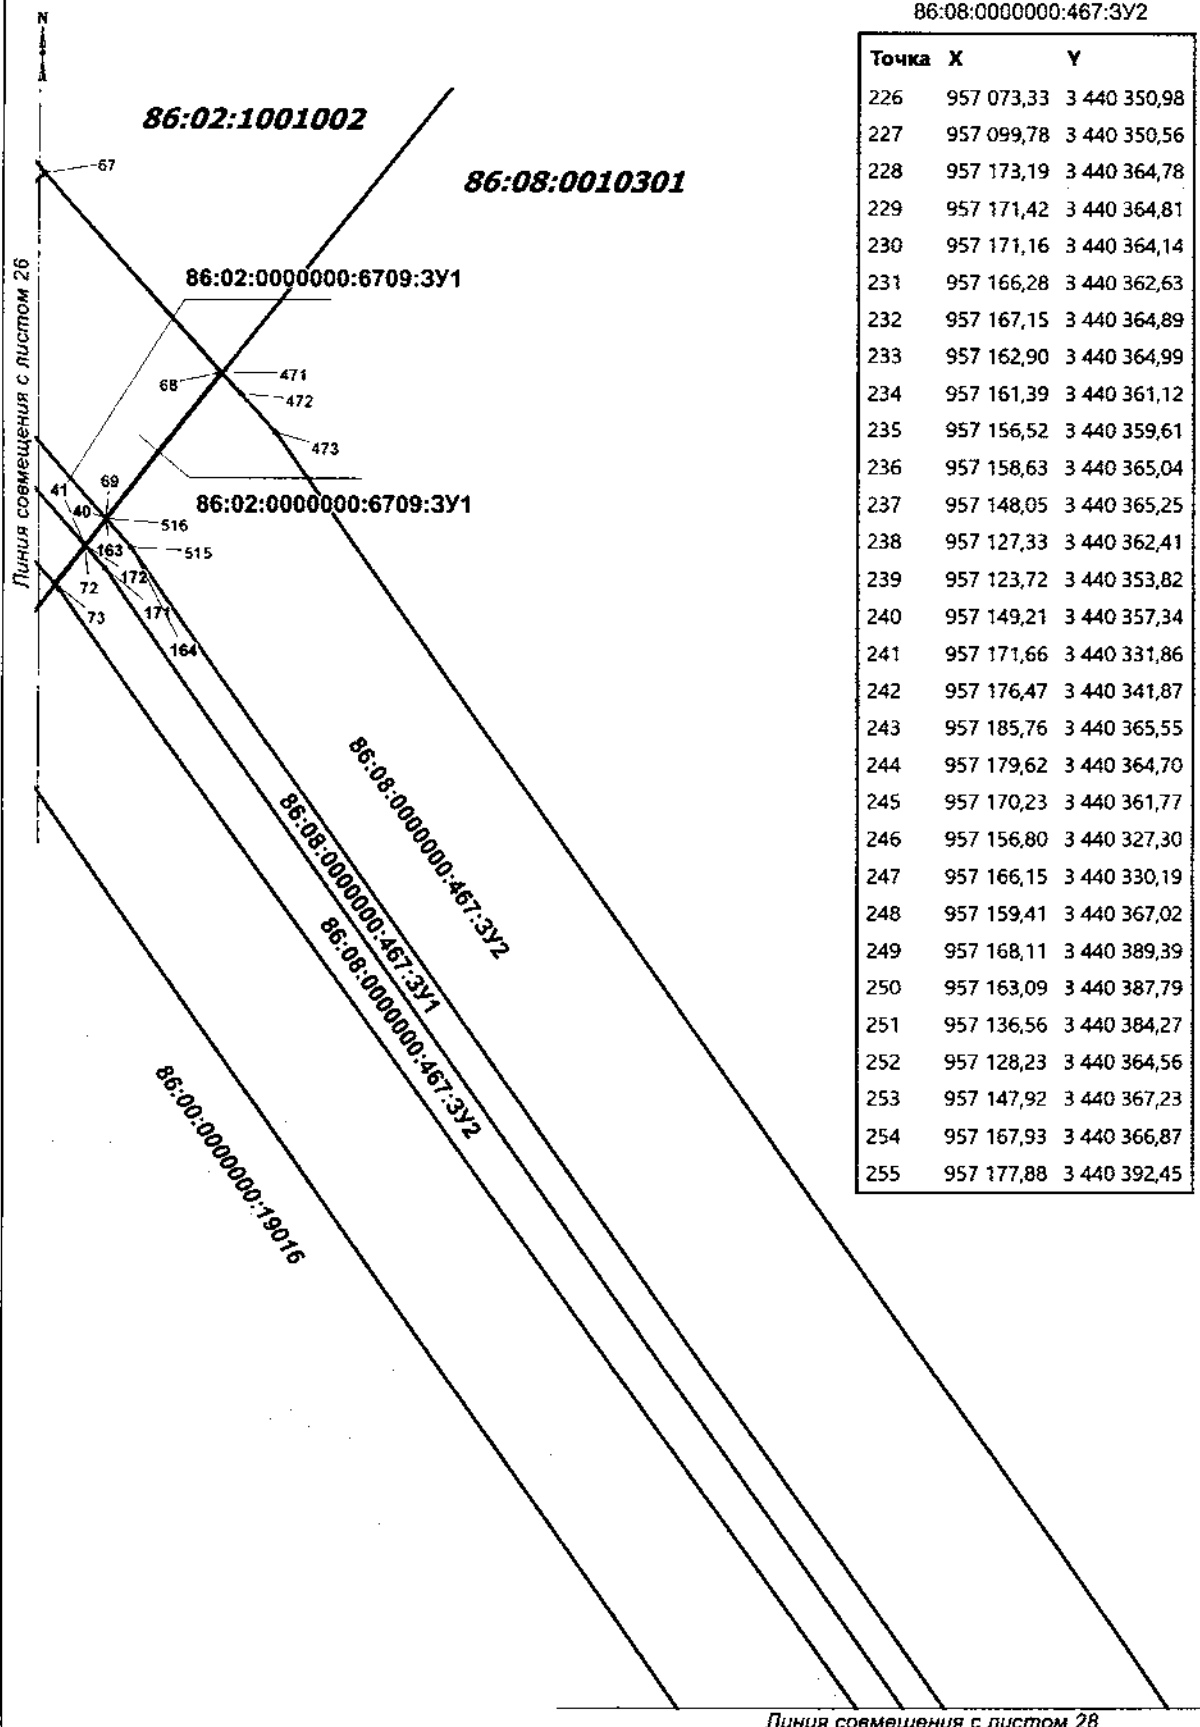 86:08:0000000:467:ЗУ2
Точка X Y
226 957 073,33 3 440 350,98
227 957 099,78 3 440 350,56
228 957 173,19 3 440 364,78
229 957 171,42 3 440 364,81
230 957 171,16 3 440 364,14
231 957 166,28 3 440 362,63
232 957 167,15 3 440 364,89
233 957 162,90 3 440 364,99
234 957 161,39 3 440 361,12
235 957 156,52 3 440 359,61
236 957 158,63 3 440 365,04
237 957 148,05 3 440 365,25
238 957 127,33 3 440 362,41
239 957 123,72 3 440 353,82
240 957 149,21 3 440 357,34
241 957 171,66 3 440 331,86
242 957 176,47 3 440 341,87
243 957 185,76 3 440 365,55
244 957 179,62 3 440 364,70
245 957 170,23 3 440 361,77
246 957 156,80 3 440 327,30
247 957 166,15 3 440 330,19
248 957 159,41 3 440 367,02
249 957 168,11 3 440 389,39
250 957 163,09 3 440 387,79
251 957 136,56 3 440 384,27
252 957 128,23 3 440 364,56
253 957 147,92 3 440 367,23
254 957 167,93 3 440 366,87
255 957 177,88 3 440 392,45
N
86:02:1001002
67
86:08:0010301
Линия совмещения с листом 26
86:02:0000000:6709:ЗУ1
68
471
472
473
69
41
40
86:02:0000000:6709:ЗУ1
516
163
515
72
172
73
171
164
86:08:0000000:467:ЗУ2
86:08:0000000:467:ЗУ1
86:08:0000000:467:ЗУ2
86:00:0000000:19016
Линия совмещения с листом 28